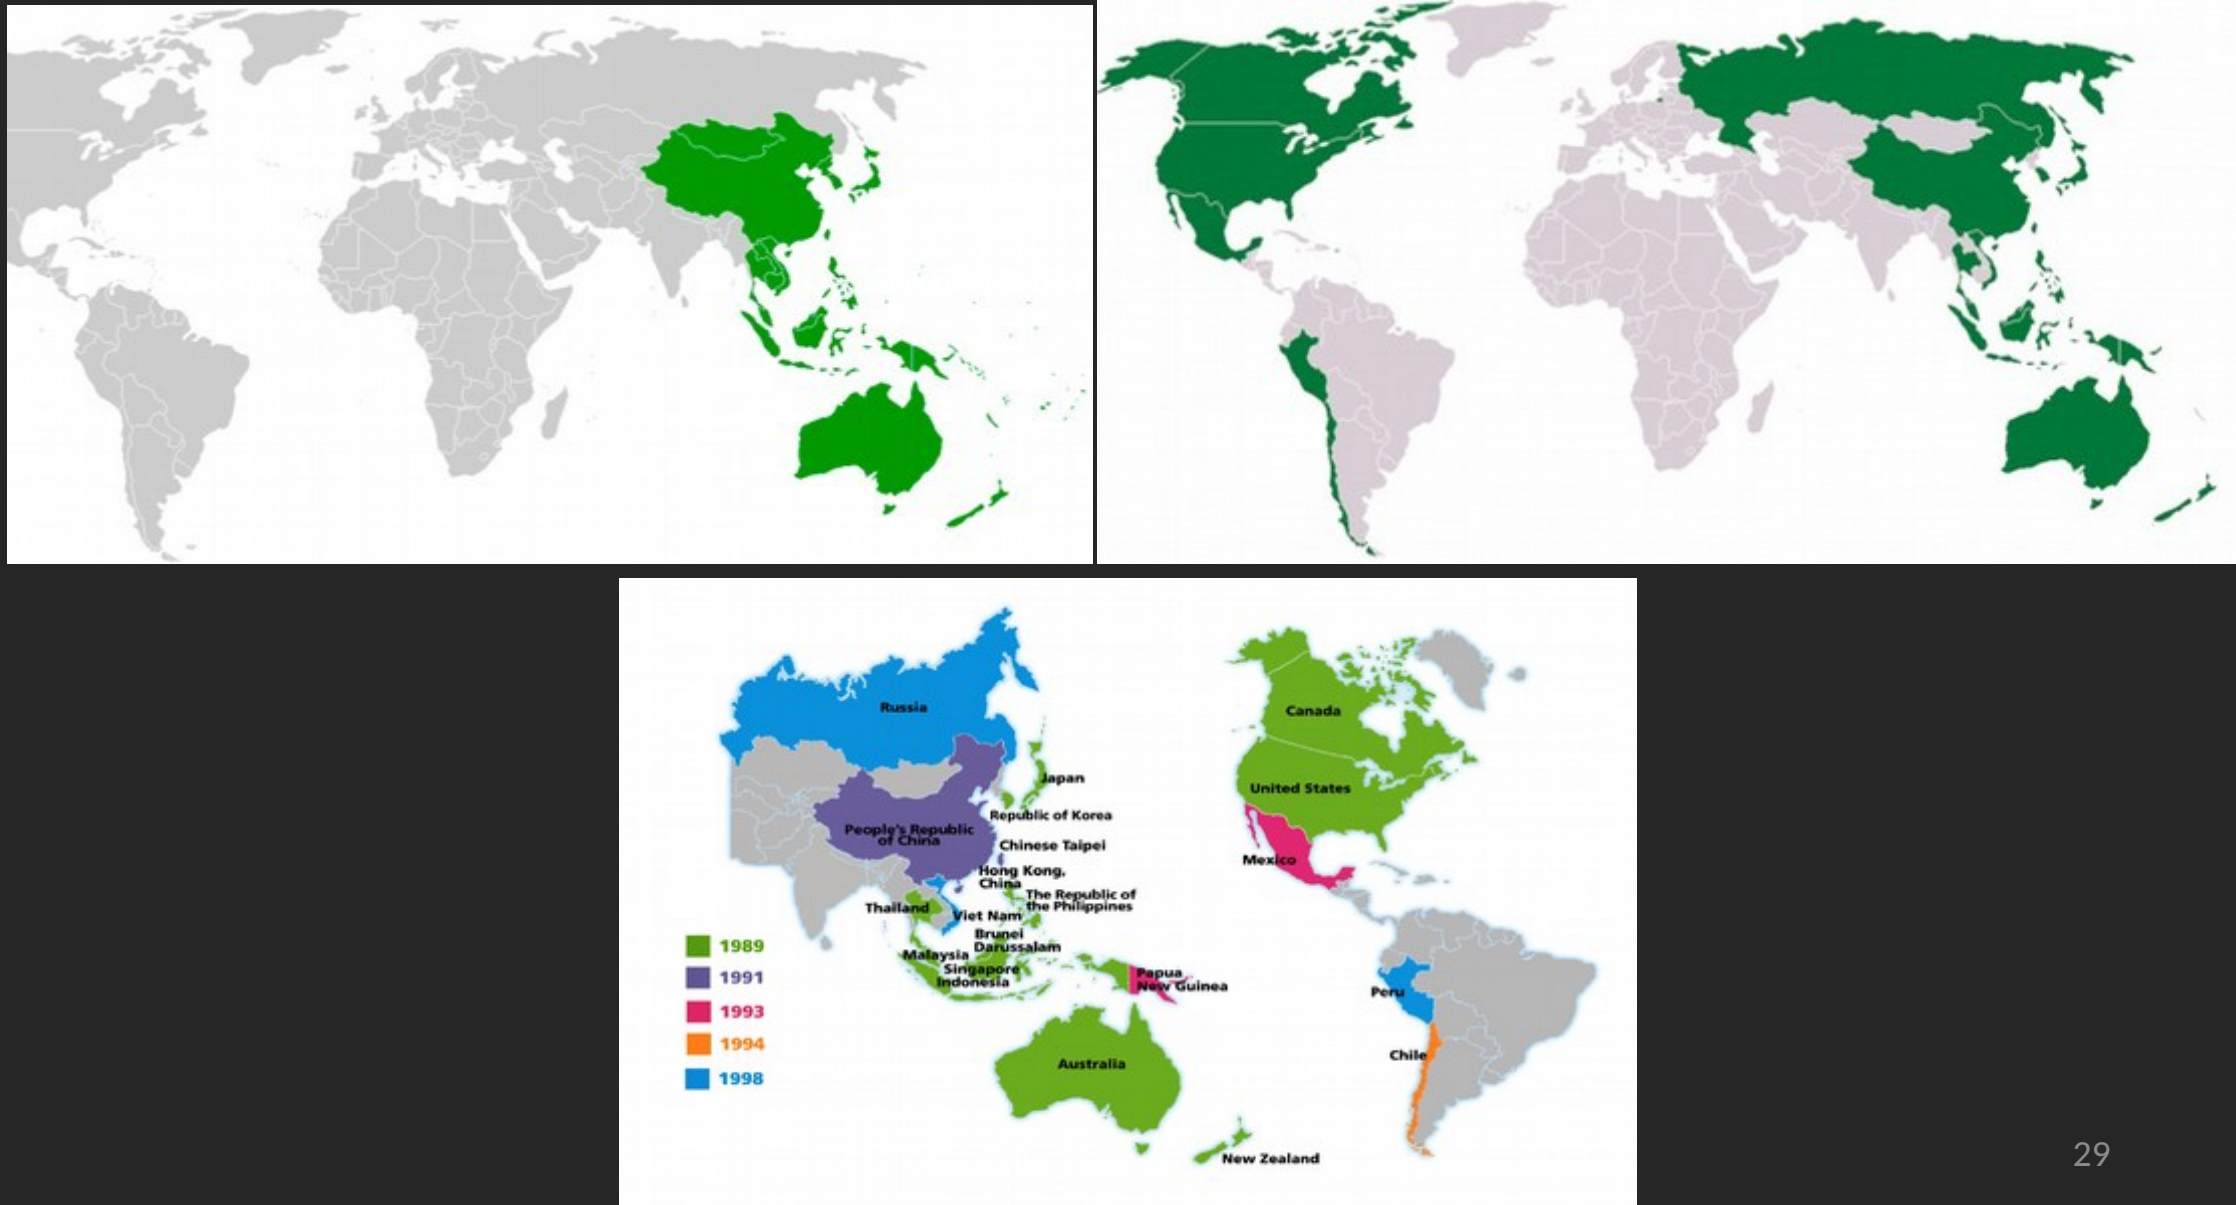 Russia
Canada
Japan
United States
Republic of Korea
People's Republic
of China
Chinese Taipei
Mexico
Hong Kong,
China
The Republic of
the Philippines
Thailand
Viet Nam
Brunei
Darussalam
Malaysia
Singapore
Indonesia
Papua
New Guinea
Peru
1989
1991
1993
1994
1998
Chile
Australia
New Zealand
29